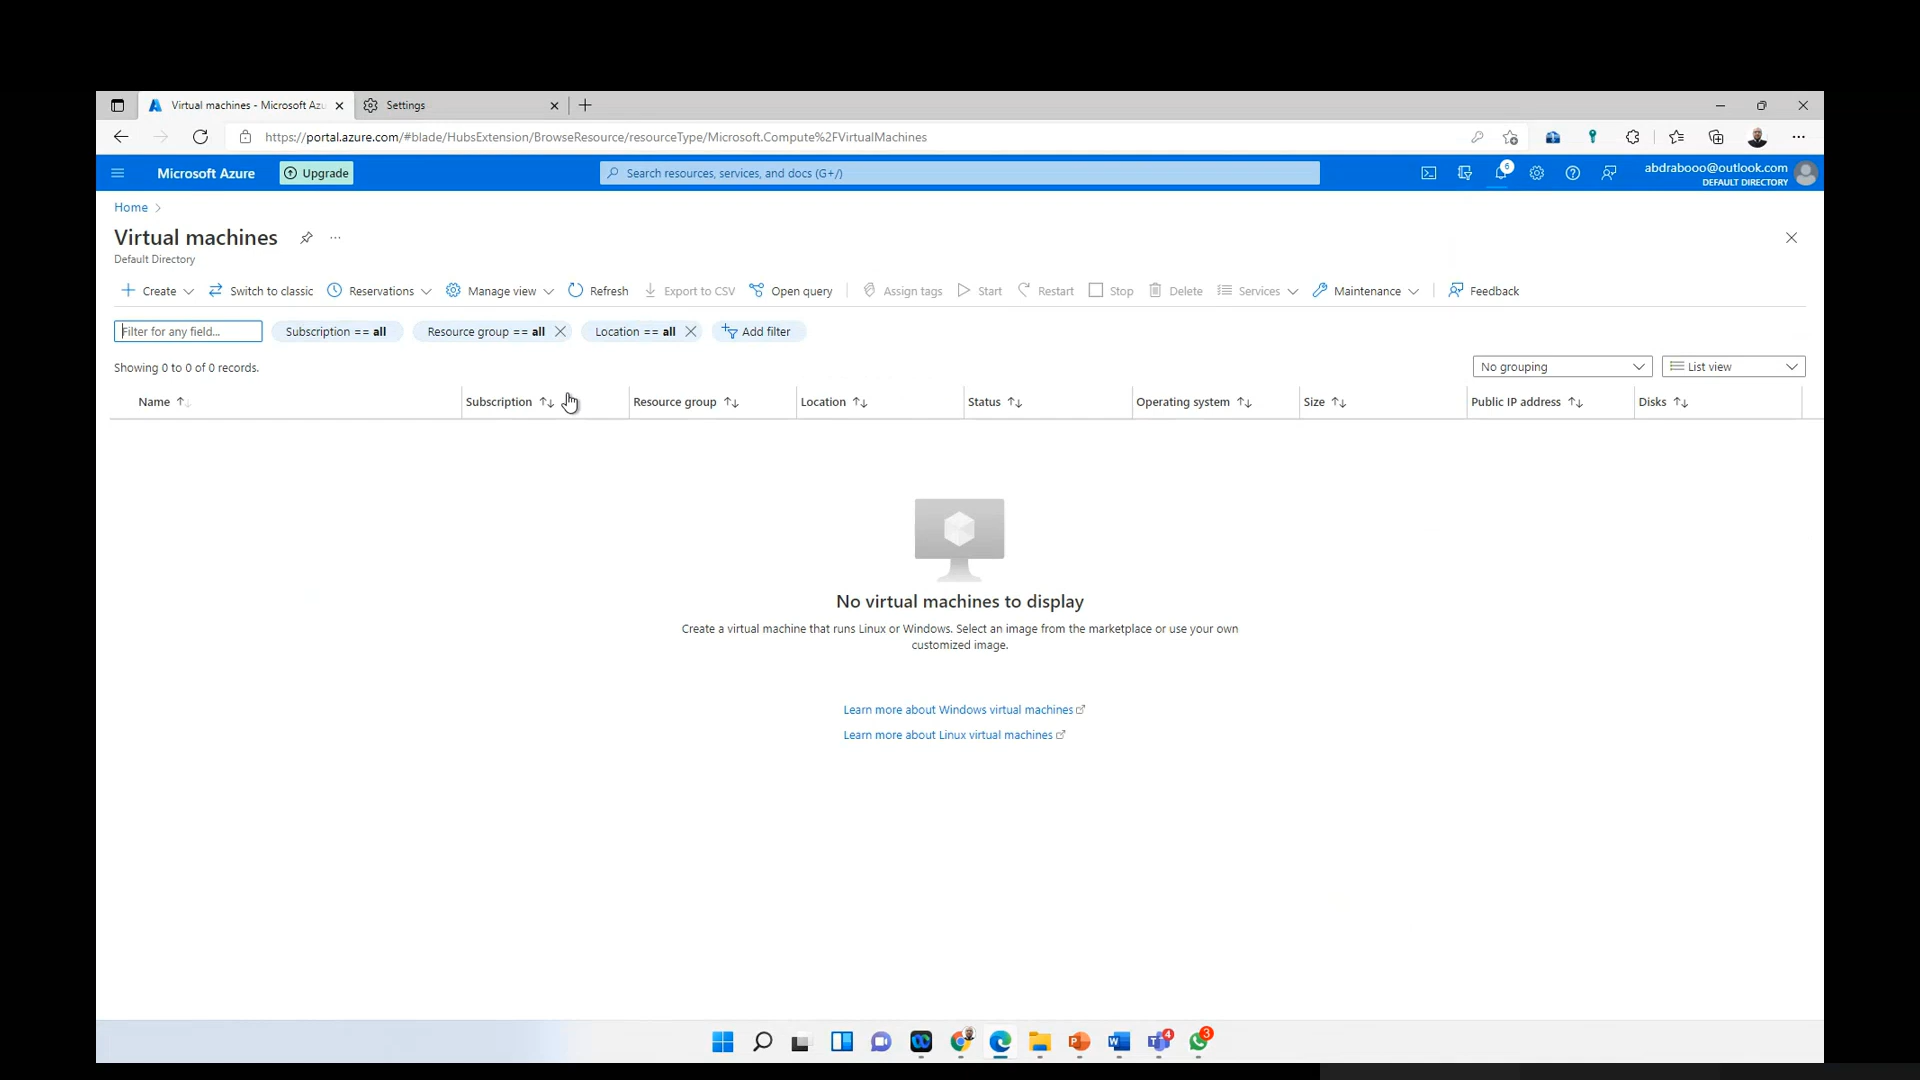 Virtual machines - Microsoft Azu
Settings
https://portal.azure.com/#blade/HubsExtension/BrowseResource/resourceType/Microsoft.Compute%2FVirtualMachines
Microsoft Azure
Upgrade
Search resources, services, and docs (G+/)
6
abdrabooo@outlook.com
DEFAULT DIRECTORY
Home
Virtual machines
Default Directory
Create
Switch to classic
Reservations
Manage view
Refresh
Export to CSV
Open query
Assign tags
Start
Restart
Stop
Delete
Services
Maintenance
Feedback
Filter for any field...
Subscription == all
Resource group == all
Location == all
Add filter
Showing 0 to 0 of 0 records.
No grouping
List view
Name
Subscription
Resource group
Location
Status
Operating system
Size
Public IP address
Disks
No virtual machines to display
Create a virtual machine that runs Linux or Windows. Select an image from the marketplace or use your own
customized image.
Learn more about Windows virtual machines
Learn more about Linux virtual machines
4
3